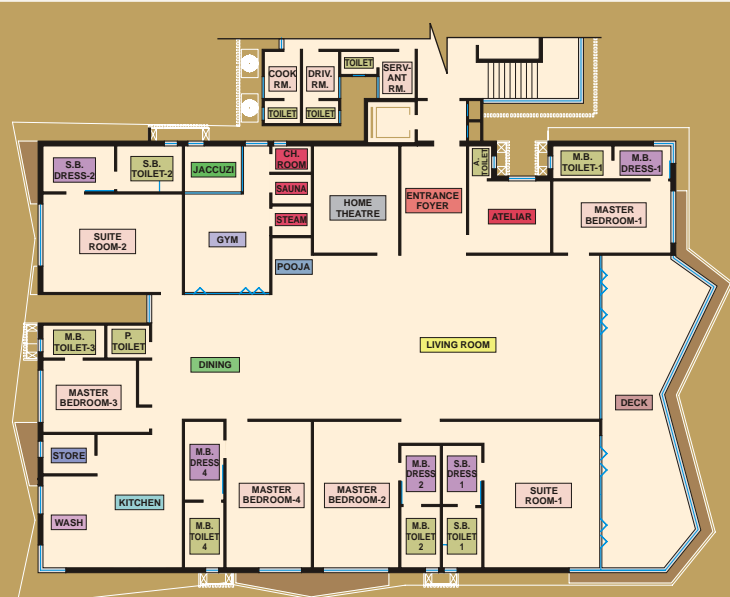 TOILET
COOK
RM.
DRIV.
RM.
SERV-
ANT
RM.
TOILET
TOILET
S.B.
DRESS-2
S.B.
TOILET-2
JACCUZI
CH.
ROOM
SAUNA
STEAM
POOJA
GYM
SUITE
ROOM-2
HOME
THEATRE
ENTRANCE
FOYER
A.
TOILET
ATELIAR
M.B.
TOILET-1
M.B.
DRESS-1
MASTER
BEDROOM-1
M.B.
TOILET-3
P.
TOILET
DINING
LIVING ROOM
MASTER
BEDROOM-3
DECK
STORE
KITCHEN
WASH
M.B.
DRESS
4
M.B.
TOILET
4
MASTER
BEDROOM-4
MASTER
BEDROOM-2
M.B.
DRESS
2
S.B.
DRESS
1
M.B.
TOILET
2
S.B.
TOILET
1
SUITE
ROOM-1